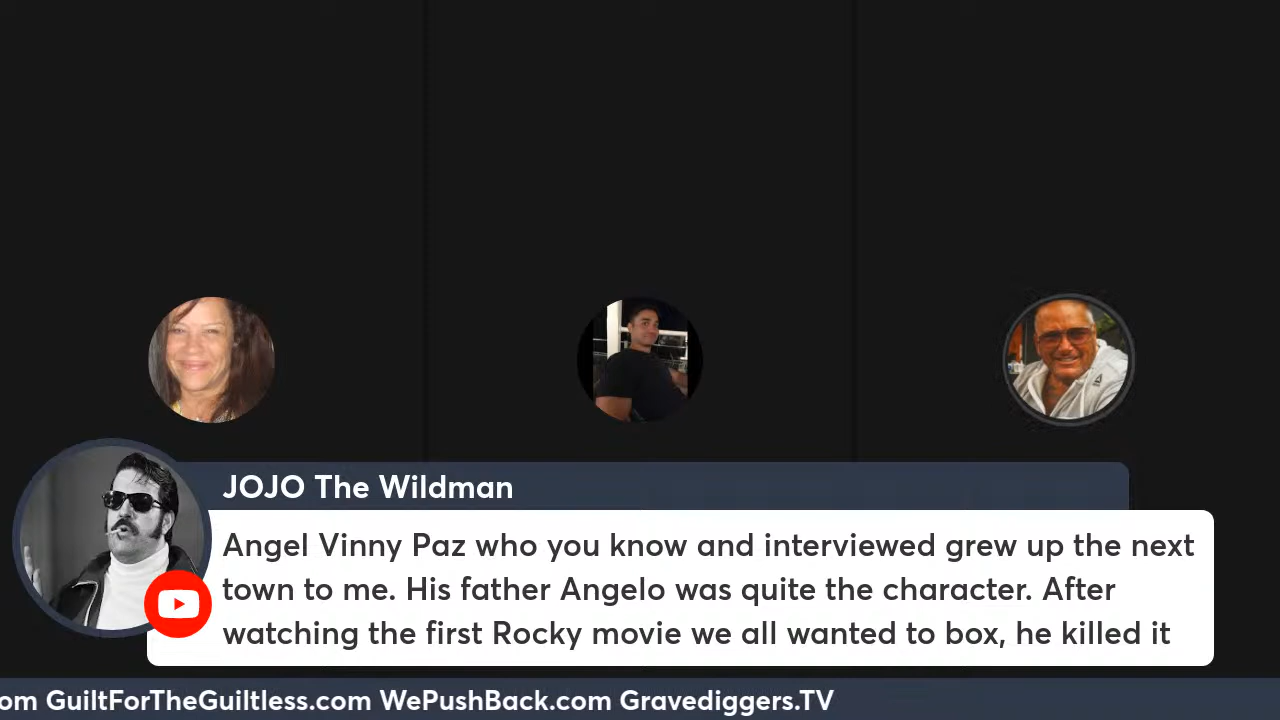 JOJO The Wildman
Angel Vinny Paz who you know and interviewed grew up the next
town to me. His father Angelo was quite the character. After
watching the first Rocky movie we all wanted to box, he killed it
om GuiltForTheGuiltless.com WePushBack.com Gravediggers.TV